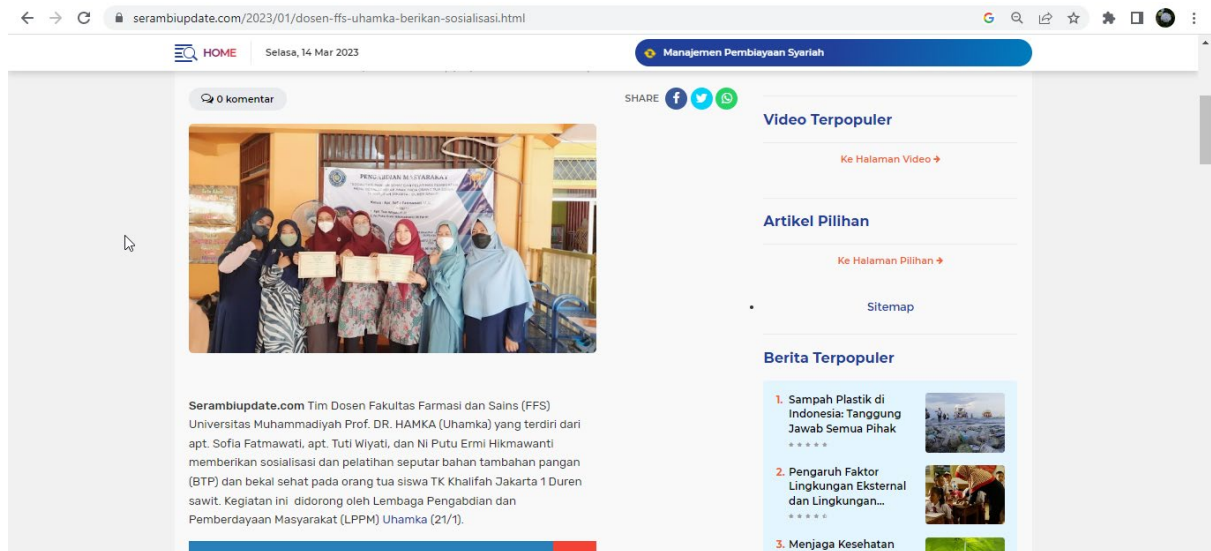 serambiupdate.com/2023/01/dosen-ffs-uhamka-berikan-sosialisasi.html
HOME
Selasa, 14 Mar 2023
Manajemen Pembiayaan Syariah
0 komentar
SHARE
PENGABDIAN MASYARAKAT
Serambiupdate.com Tim Dosen Fakultas Farmasi dan Sains (FFS)
Universitas Muhammadiyah Prof. DR. HAMKA (Uhamka) yang terdiri dari
apt. Sofia Fatmawati, apt. Tuti Wiyati, dan Ni Putu Ermi Hikmawanti
memberikan sosialisasi dan pelatihan seputar bahan tambahan pangan
(BTP) dan bekal sehat pada orang tua siswa TK Khalifah Jakarta 1 Duren
sawit. Kegiatan ini didorong oleh Lembaga Pengabdian dan
Pemberdayaan Masyarakat (LPPM) Uhamka (21/1).
Video Terpopuler
Ke Halaman Video
Artikel Pilihan
Ke Halaman Pilihan
Sitemap
Berita Terpopuler
1. Sampah Plastik di
Indonesia: Tanggung
Jawab Semua Pihak
2. Pengaruh Faktor
Lingkungan Eksternal
dan Lingkungan...
3. Menjaga Kesehatan